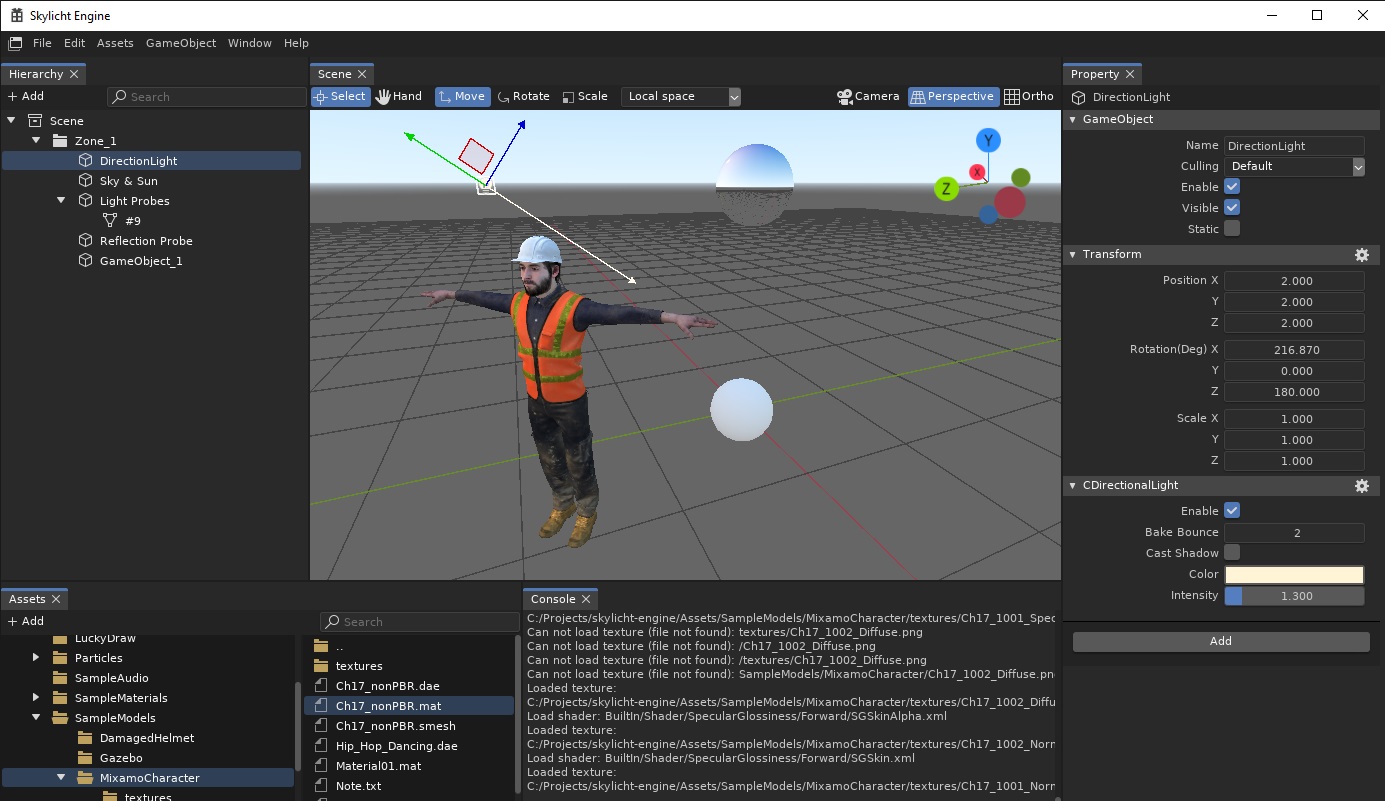 Skylicht Engine
File Edit Assets GameObject Window Help
Hierarchy
+ Add Search
Scene
Zone_1
DirectionLight
Sky & Sun
Light Probes
#9
Reflection Probe
GameObject_1
Scene
Select Hand Move Rotate Scale Local space Camera Perspective Ortho
Y
X
Z
Property
DirectionLight
GameObject
Name DirectionLight
Culling Default
Enable
Visible
Static
Transform
Position X 2.000
Y 2.000
Z 2.000
Rotation(Deg) X 216.870
Y 0.000
Z 180.000
Scale X 1.000
Y 1.000
Z 1.000
CDirectionalLight
Enable
Bake Bounce 2
Cast Shadow
Color
Intensity 1.300
Add
Assets
+ Add Search
LuckyDraw
Particles
SampleAudio
SampleMaterials
SampleModels
DamagedHelmet
Gazebo
MixamoCharacter
textures
..
textures
Ch17_nonPBR.dae
Ch17_nonPBR.mat
Ch17_nonPBR.smesh
Hip_Hop_Dancing.dae
Material01.mat
Note.txt
Console
C:/Projects/skylicht-engine/Assets/SampleModels/MixamoCharacter/textures/Ch17_1001_Spec
Can not load texture (file not found): textures/Ch17_1002_Diffuse.png
Can not load texture (file not found): /Ch17_1002_Diffuse.png
Can not load texture (file not found): /textures/Ch17_1002_Diffuse.png
Can not load texture (file not found): SampleModels/MixamoCharacter/Ch17_1002_Diffuse.pn
Loaded texture:
C:/Projects/skylicht-engine/Assets/SampleModels/MixamoCharacter/textures/Ch17_1002_Diffu
Load shader: BuiltIn/Shader/SpecularGlossiness/Forward/SGSkinAlpha.xml
Loaded texture:
C:/Projects/skylicht-engine/Assets/SampleModels/MixamoCharacter/textures/Ch17_1002_Norr
Load shader: BuiltIn/Shader/SpecularGlossiness/Forward/SGSkin.xml
Loaded texture:
C:/Projects/skylicht-engine/Assets/SampleModels/MixamoCharacter/textures/Ch17_1001_Norr